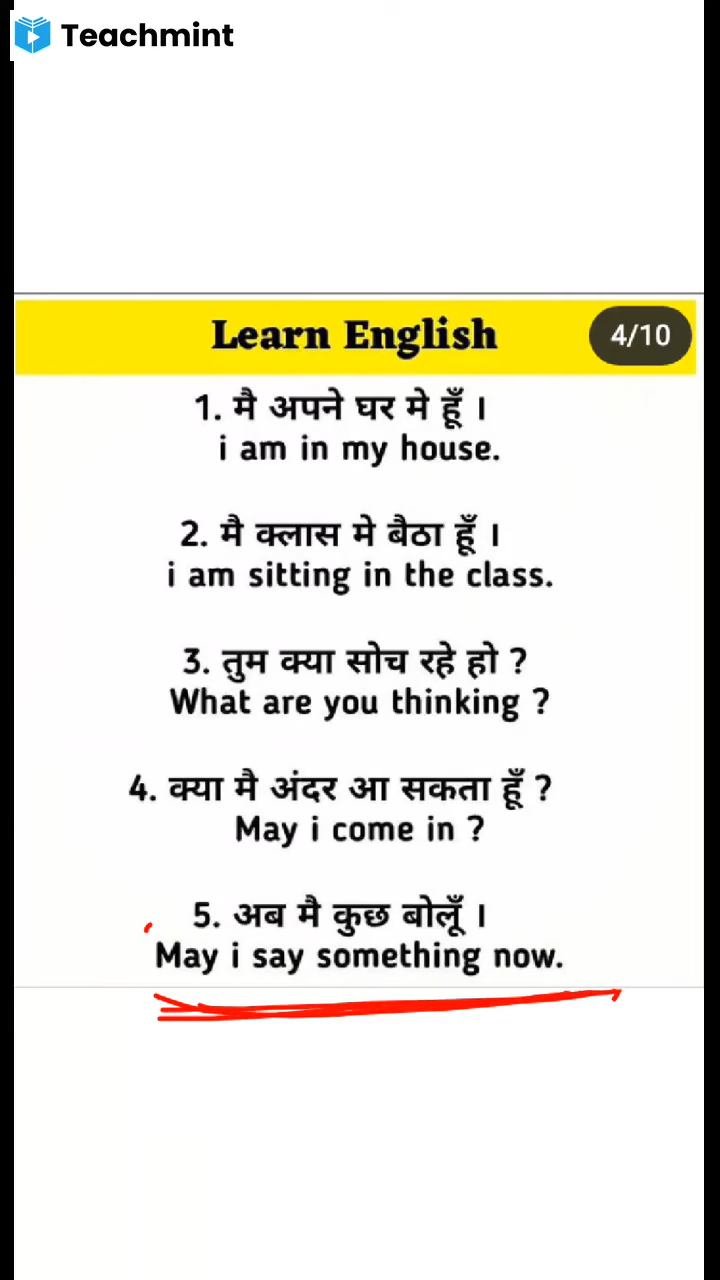 Teachmint
Learn English
4/10
1. मै अपने घर मे हूँ ।
i am in my house.
2. मै क्लास मे बैठा हूँ ।
i am sitting in the class.
3. तुम क्या सोच रहे हो ?
What are you thinking ?
4. क्या मै अंदर आ सकता हूँ ?
May i come in ?
5. अब मै कुछ बोलूँ ।
May i say something now.